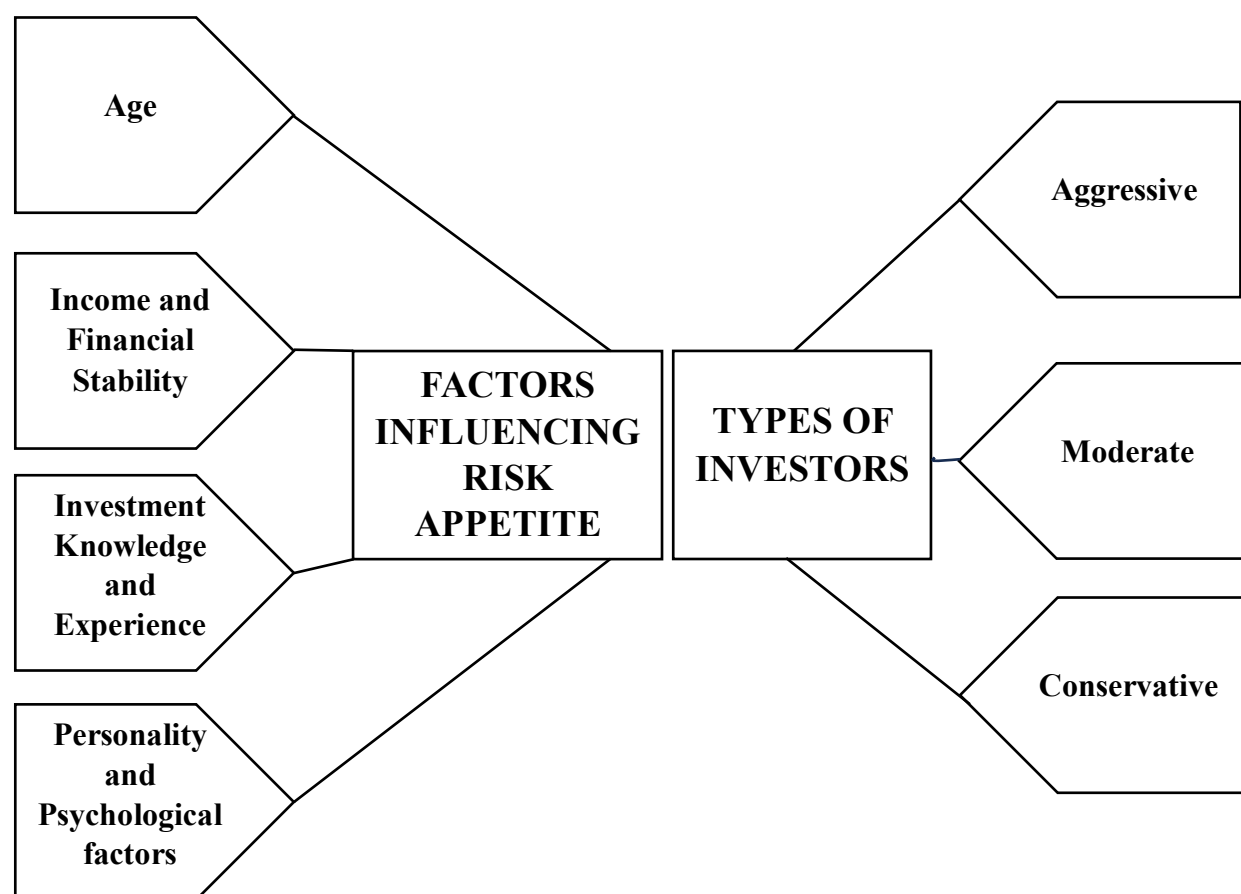 Age
Income and
Financial
Stability
Investment
Knowledge
and
Experience
Personality
and
Psychological
factors
FACTORS
INFLUENCING
RISK
APPETITE
TYPES OF
INVESTORS
Aggressive
Moderate
Conservative